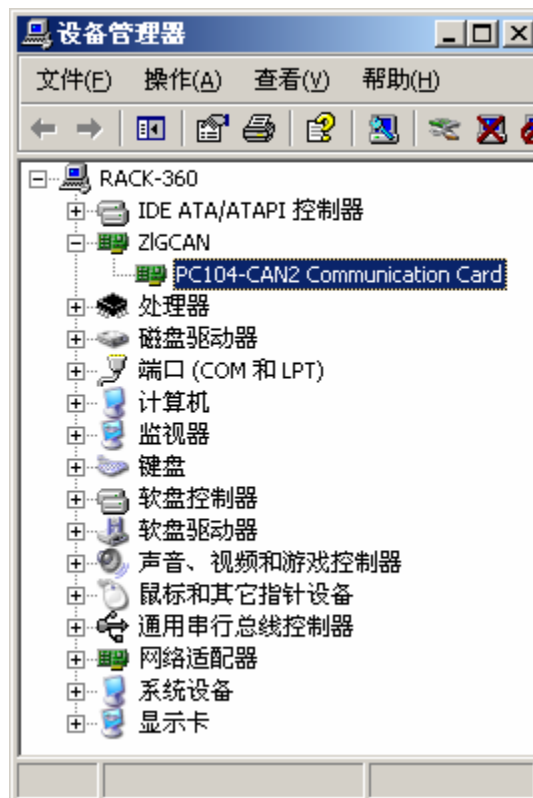 设备管理器
文件(F) 操作(A) 查看(V) 帮助(H)
RACK-360
IDE ATA/ATAPI 控制器
ZlGCAN
PC104-CAN2 Communication Card
处理器
磁盘驱动器
端口 (COM 和 LPT)
计算机
监视器
键盘
软盘控制器
软盘驱动器
声音、视频和游戏控制器
鼠标和其它指针设备
通用串行总线控制器
网络适配器
系统设备
显示卡